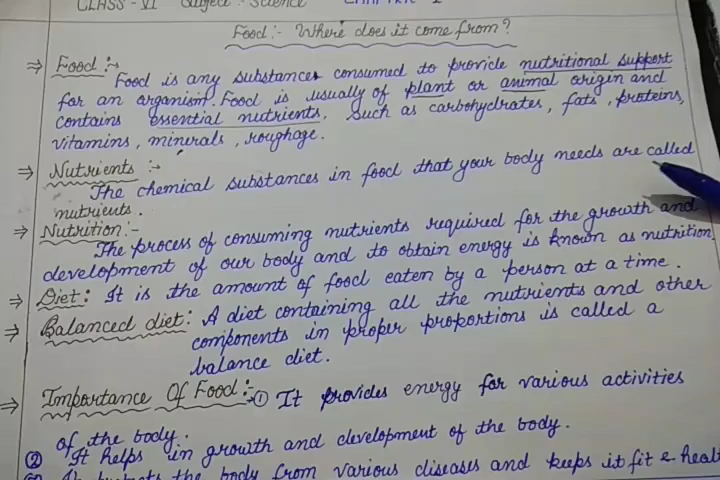 CLASS-VI Subject:- Science CHAPTER-1
Food:- Where does it come from?
⇒ Food:-
Food is any substances consumed to provide nutritional support
for an organism. Food is usually of plant or animal origin and
contains essential nutrients, such as carbohydrates, fats, proteins,
vitamins, minerals, roughage.
⇒ Nutrients:-
The chemical substances in food that your body needs are called
nutrients.
⇒ Nutrition:-
The process of consuming nutrients required for the growth and
development of our body and to obtain energy is known as nutrition.
⇒ Diet: It is the amount of food eaten by a person at a time.
⇒ Balanced diet: A diet containing all the nutrients and other
components in proper proportions is called a
balance diet.
⇒ Importance Of Food:- ① It provides energy for various activities
of the body.
② It helps in growth and development of the body.
the body from various diseases and keeps it fit &